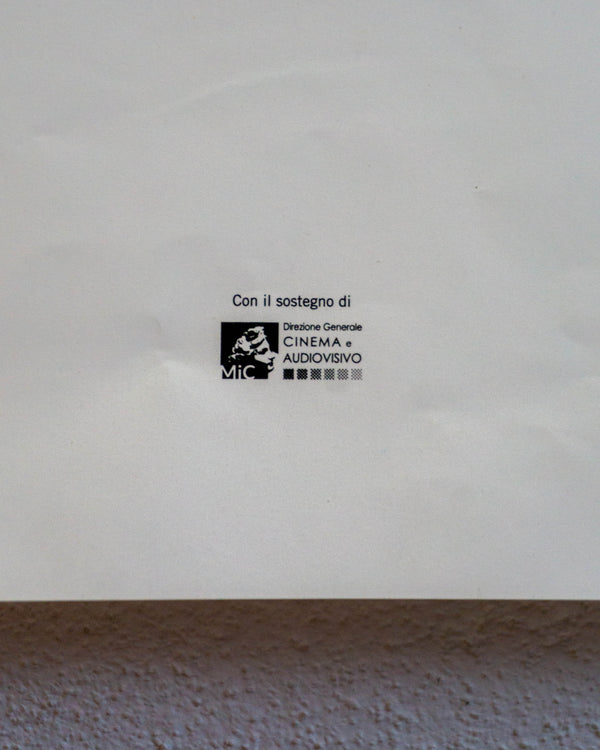 Con il sostegno di
MiC
Direzione Generale
CINEMA e
AUDIOVISIVO